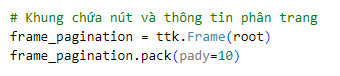 # Khung chứa nút và thông tin phân trang
frame_pagination = ttk.Frame(root)
frame_pagination.pack(pady=10)